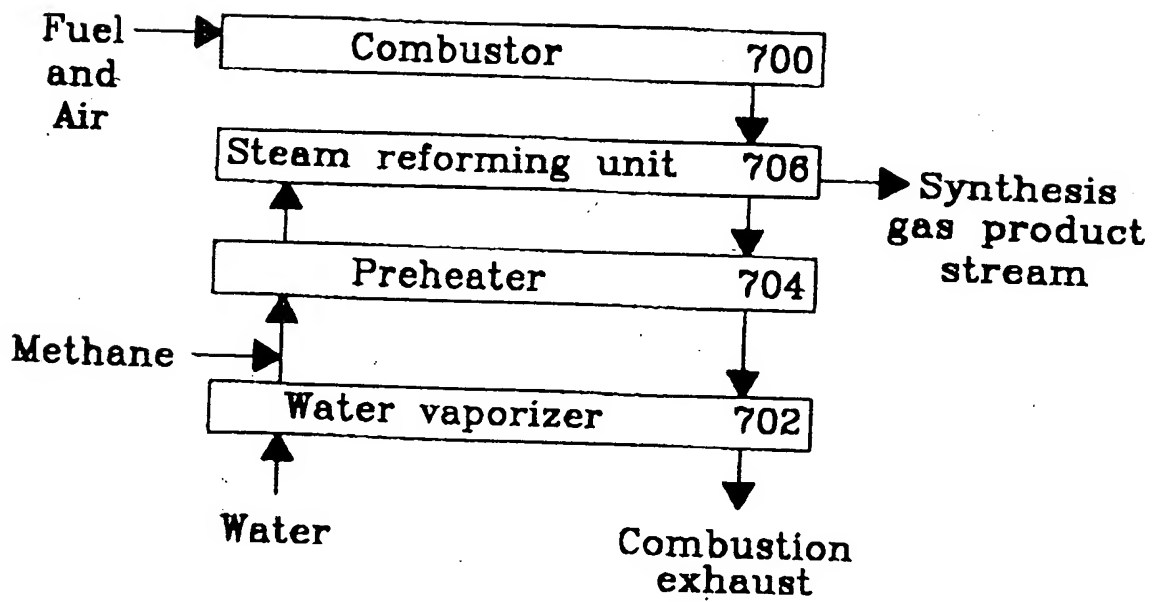 Fuel
and
Air
Combustor 700
Steam reforming unit 706
Synthesis
gas product
stream
Preheater 704
Methane
Water vaporizer 702
Water
Combustion
exhaust